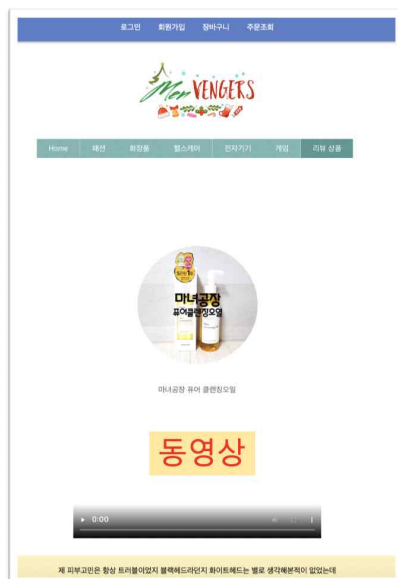 로그인 회원가입 장바구니 주문조회
Men VENGERS
Home 패션 화장품 헬스케어 전자기기 게임 리뷰 상품
마녀공장
퓨어클렌징오일
마녀공장 퓨어 클렌징오일
동영상
0:00
제 피부고민은 항상 트러블이었지 블랙헤드라던지 화이트헤드는 별로 생각해본적이 없었는데